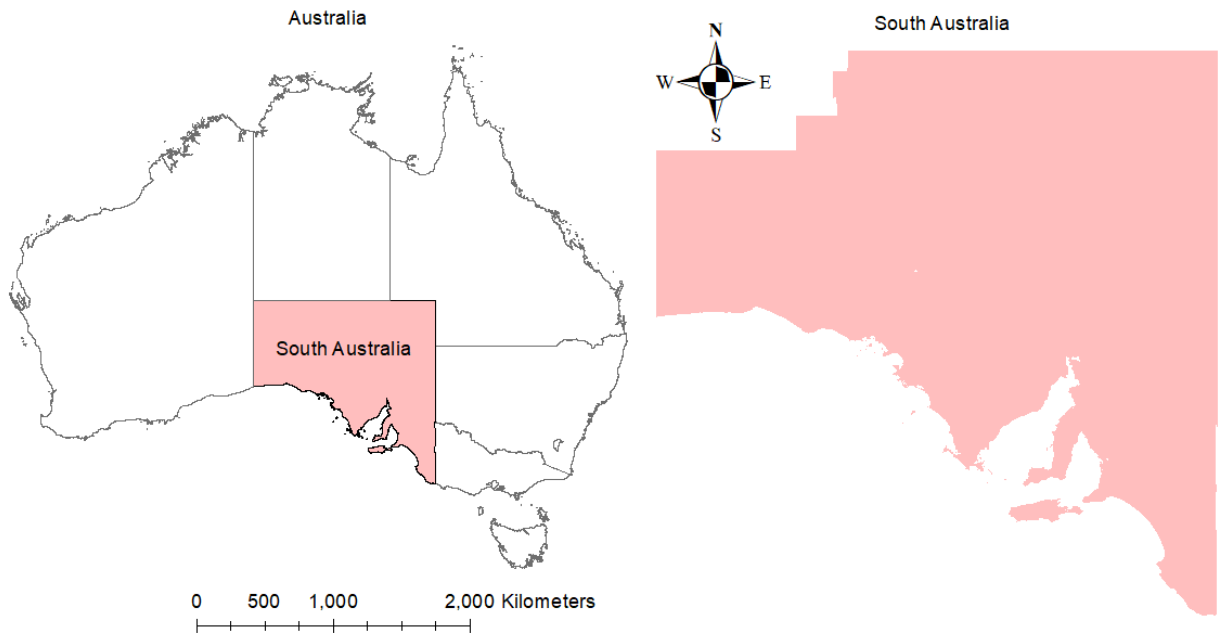 Australia
South Australia
0 500 1,000 2,000 Kilometers
South Australia
N
W E
S